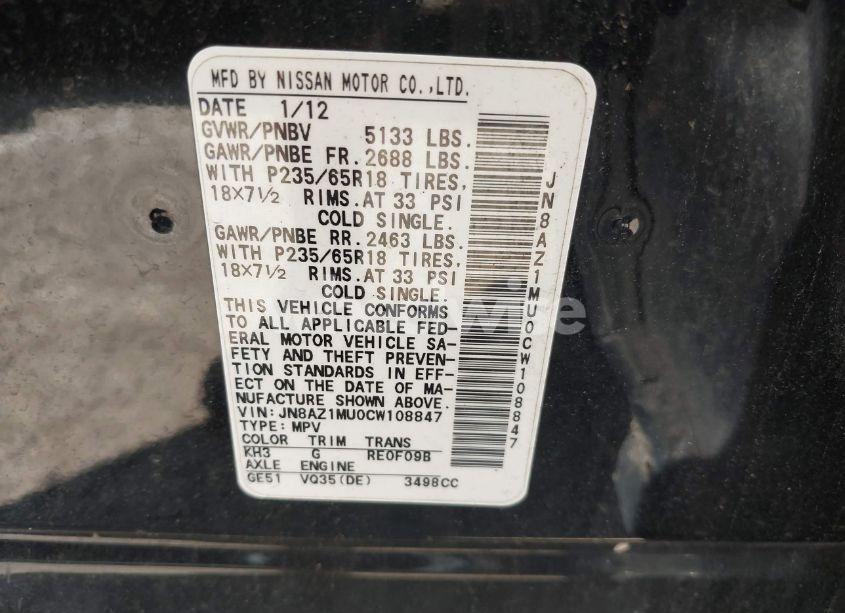 MFD BY NISSAN MOTOR CO.,LTD.
DATE 1/12
GVWR/PNBV 5133 LBS.
GAWR/PNBE FR. 2688 LBS.
WITH P235/65R18 TIRES,
18X7½ RIMS.AT 33 PSI
COLD SINGLE.
GAWR/PNBE RR. 2463 LBS.
WITH P235/65R18 TIRES,
18X7½ RIMS.AT 33 PSI
COLD SINGLE.
THIS VEHICLE CONFORMS
TO ALL APPLICABLE FED-
ERAL MOTOR VEHICLE SA-
FETY AND THEFT PREVEN-
TION STANDARDS IN EFF-
ECT ON THE DATE OF MA-
NUFACTURE SHOWN ABOVE.
VIN: JN8AZ1MU0CW108847
TYPE: MPV
COLOR TRIM TRANS
KH3 G RE0F09B
AXLE ENGINE
GE51 VQ35(DE) 3498CC
JN8AZ1MU0CW108847